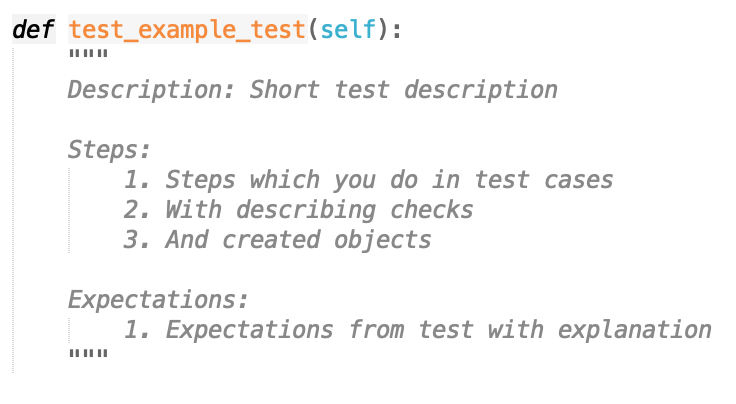 def test_example_test(self):
"""
Description: Short test description
Steps:
1. Steps which you do in test cases
2. With describing checks
3. And created objects
Expectations:
1. Expectations from test with explanation
"""